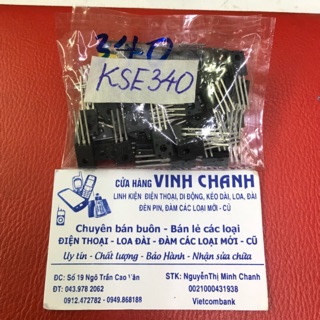 340
KSE340
CỬA HÀNG VINH CHANH
LINH KIỆN ĐIỆN THOẠI, DI ĐỘNG, KÉO DÀI, LOA, ĐÀI
ĐÈN PIN, ĐÀM CÁC LOẠI MỚI - CŨ
Chuyên bán buôn - Bán lẻ các loại
ĐIỆN THOẠI - LOA ĐÀI - ĐÀM CÁC LOẠI MỚI - CŨ
Uy tín - Chất lượng - Bảo Hành - Nhận sửa chữa
ĐC: Số 19 Ngõ Trần Cao Vân
ĐT: 043.978 2062
0912.472782 - 0949.868188
STK: Nguyễn Thị Minh Chanh
0021000431938
Vietcombank